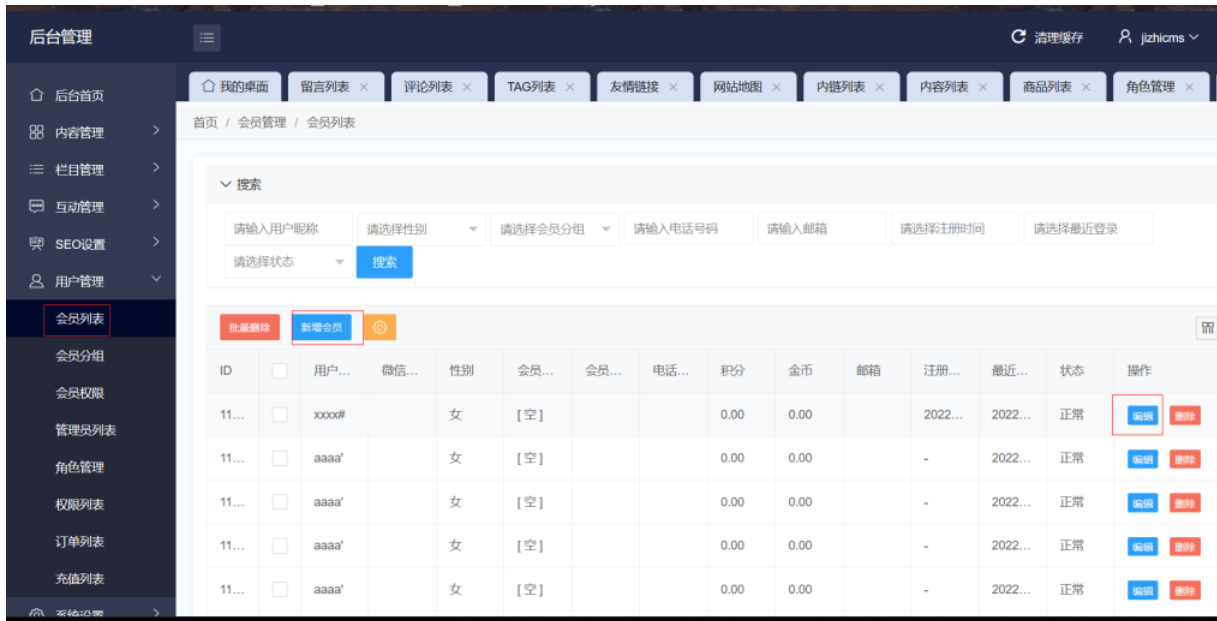 后台管理
清理缓存 jizhicms
后台首页
内容管理
栏目管理
互动管理
SEO设置
用户管理
会员列表
会员分组
会员权限
管理员列表
角色管理
权限列表
订单列表
充值列表
系统设置
我的桌面 留言列表 评论列表 TAG列表 友情链接 网站地图 内链列表 内容列表 商品列表 角色管理
首页 / 会员管理 / 会员列表
搜索
请输入用户昵称 请选择性别 请选择会员分组 请输入电话号码 请输入邮箱 请选择注册时间 请选择最近登录
请选择状态 搜索
批量删除 新增会员
ID 用户... 微信... 性别 会员... 会员... 电话... 积分 金币 邮箱 注册... 最近... 状态 操作
11... xxxx# 女 [空] 0.00 0.00 2022... 2022... 正常 编辑 删除
11... aaaa' 女 [空] 0.00 0.00 - 2022... 正常 编辑 删除
11... aaaa' 女 [空] 0.00 0.00 - 2022... 正常 编辑 删除
11... aaaa' 女 [空] 0.00 0.00 - 2022... 正常 编辑 删除
11... aaaa' 女 [空] 0.00 0.00 - 2022... 正常 编辑 删除